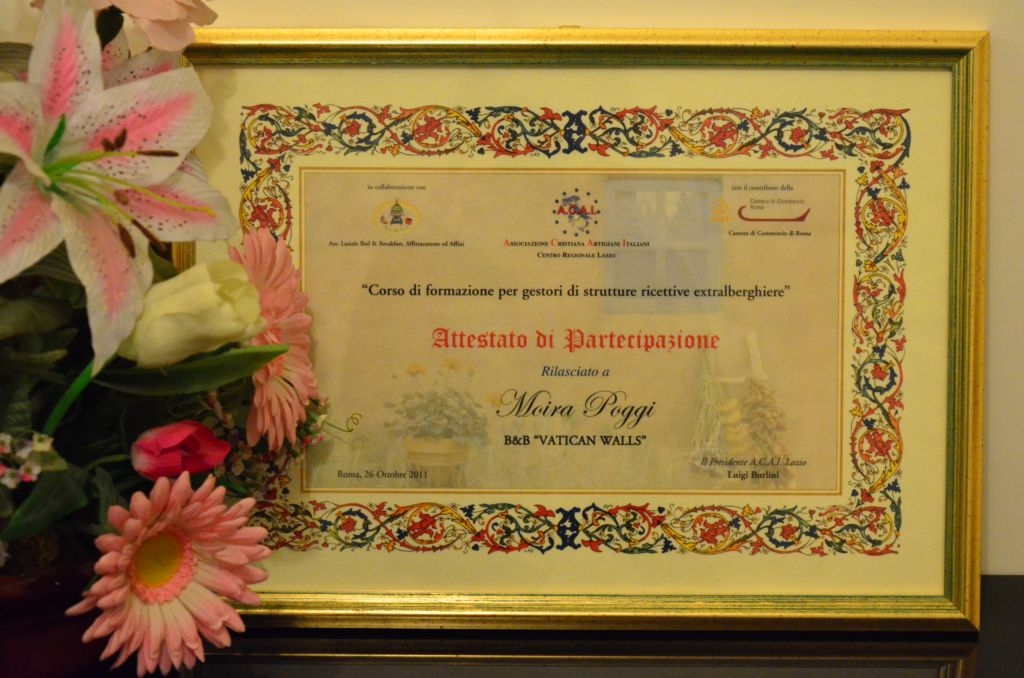 in collaborazione con
Ass. Laziale Bed & Breakfast, Affittacamere ed Affini
A.C.A.I.
Associazione Cristiana Artigiani Italiani
Centro Regionale Lazio
con il contributo della
Camera di Commercio
Roma
Camera di Commercio di Roma
“Corso di formazione per gestori di strutture ricettive extralberghiere”
Attestato di Partecipazione
Rilasciato a
Moira Poggi
B&B “VATICAN WALLS”
Roma, 26 Ottobre 2011
Il Presidente A.C.A.I. Lazio
Luigi Burlini